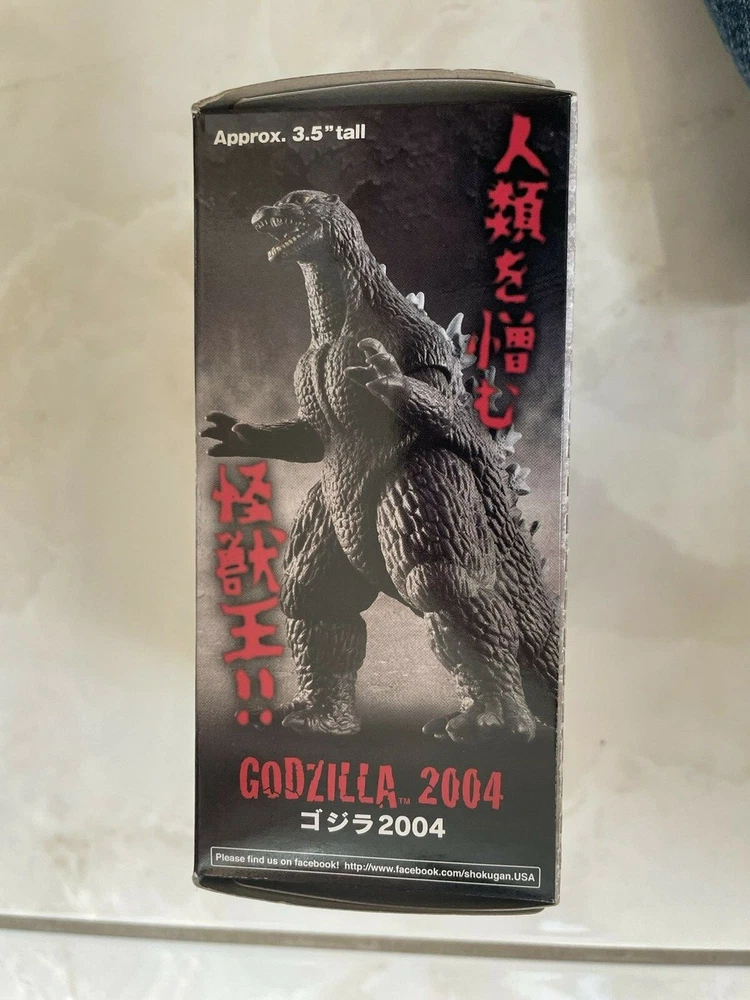 Approx. 3.5” tall
人類を憎む
怪獣王!!
GODZILLA™ 2004
ゴジラ2004
Please find us on facebook! http://www.facebook.com/shokugan.USA